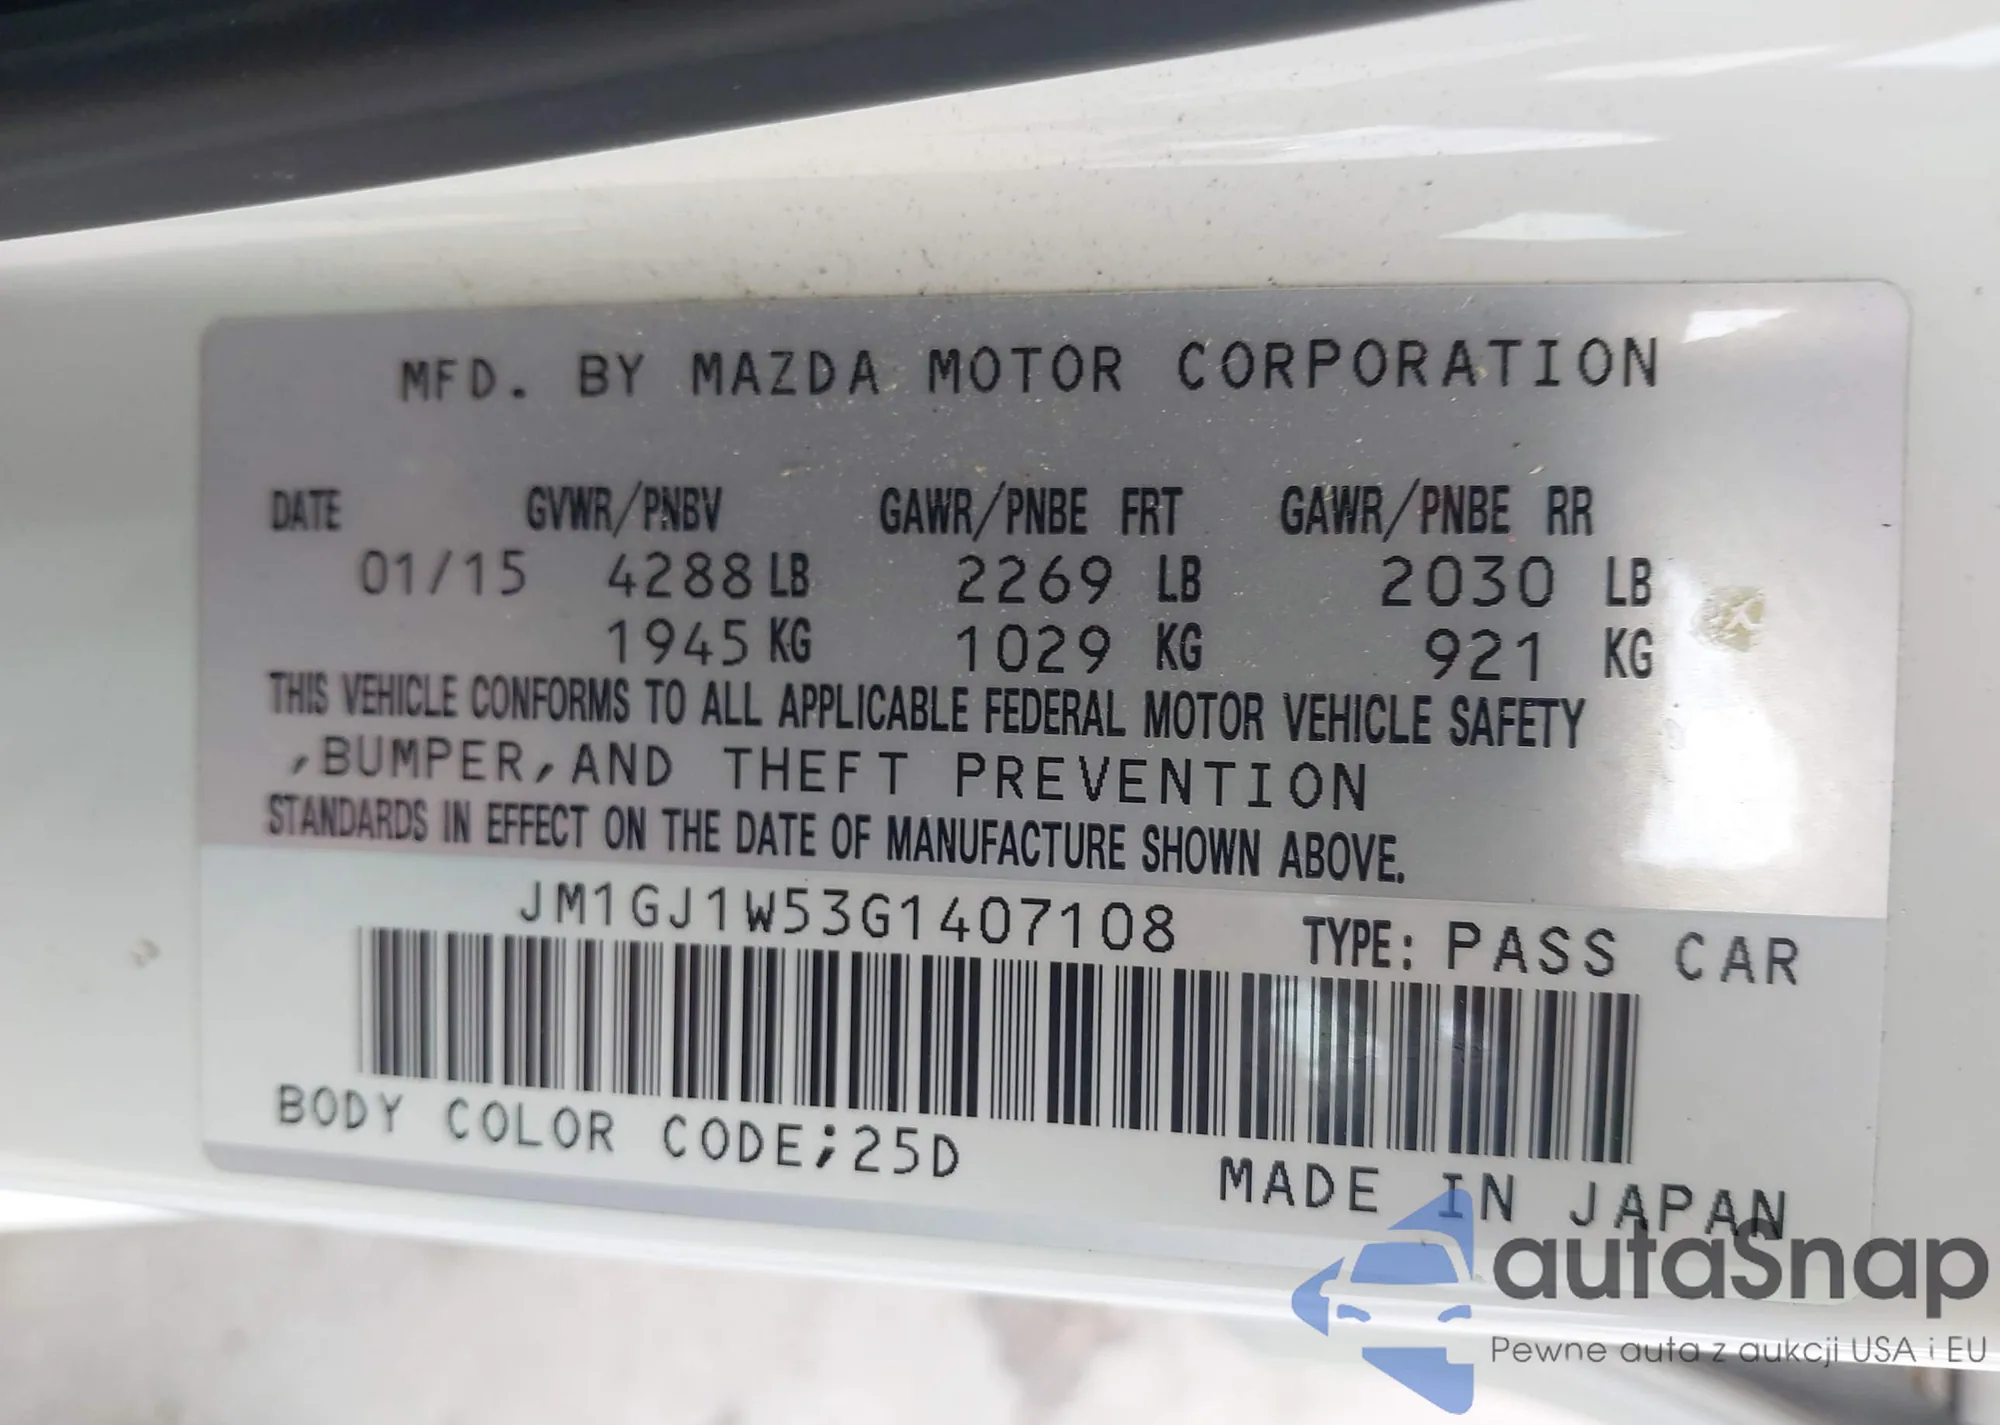 MFD. BY MAZDA MOTOR CORPORATION
DATE GVWR/PNBV GAWR/PNBE FRT GAWR/PNBE RR
01/15 4288 LB 2269 LB 2030 LB
1945 KG 1029 KG 921 KG
THIS VEHICLE CONFORMS TO ALL APPLICABLE FEDERAL MOTOR VEHICLE SAFETY
,BUMPER,AND THEFT PREVENTION
STANDARDS IN EFFECT ON THE DATE OF MANUFACTURE SHOWN ABOVE.
JM1GJ1W53G1407108 TYPE: PASS CAR
BODY COLOR CODE;25D
MADE IN JAPAN
autaSnap
Pewne auta z aukcji USA i EU